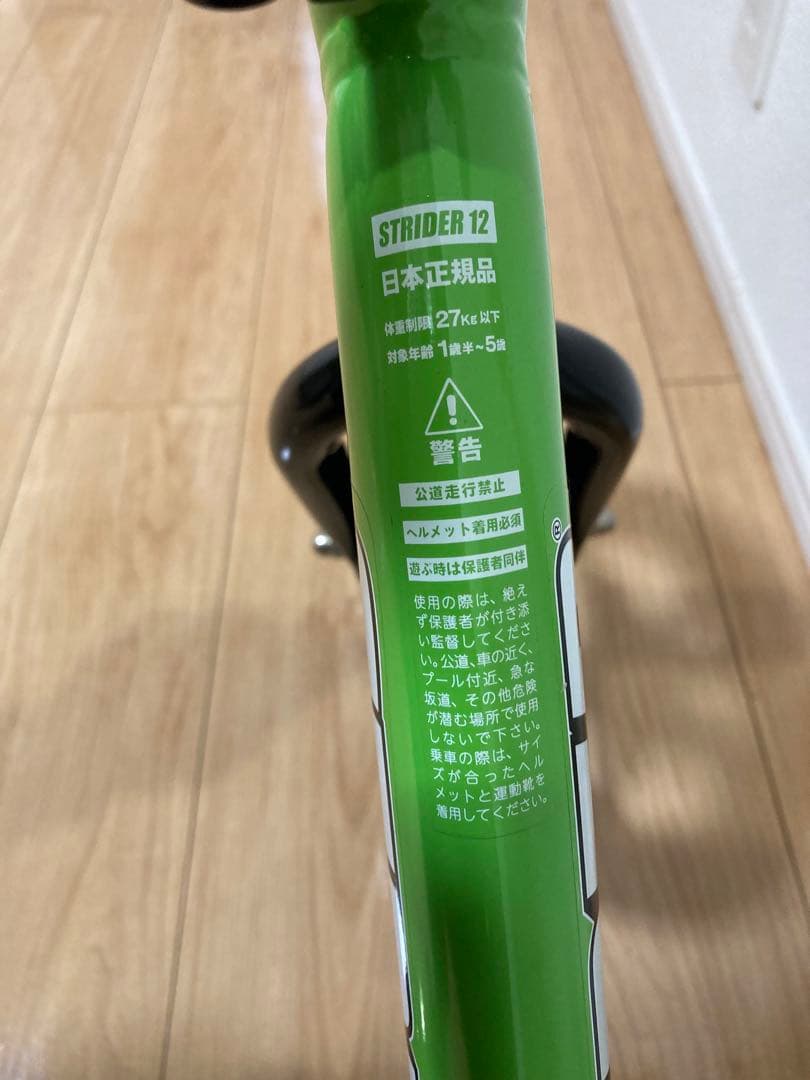 STRIDER 12
日本正規品
体重制限 27Kg以下
対象年齢 1歳半~5歳
警告
公道走行禁止
ヘルメット着用必須
遊ぶ時は保護者同伴
使用の際は、絶え
ず保護者が付き添
い監督してくださ
い。公道、車の近く、
プール付近、急な
坂道、その他危険
が潜む場所で使用
しないで下さい。
乗車の際は、サイ
ズが合ったヘル
メットと運動靴を
着用してください。
®